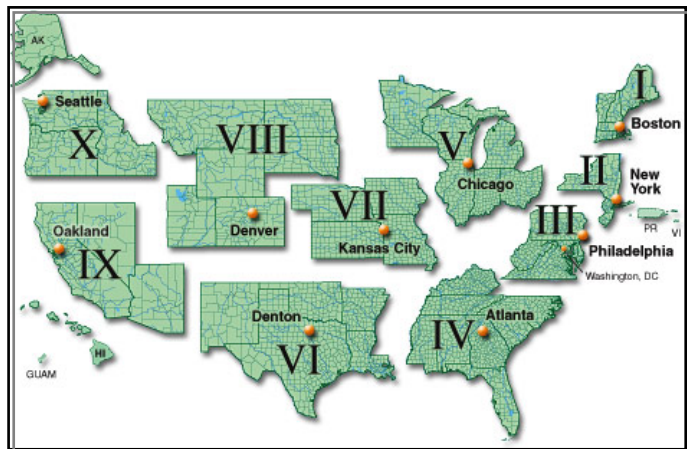 AK
Seattle
X
VIII
V
I
Boston
II
New
York
Chicago
VII
III
PR
VI
Oakland
Denver
Kansas City
Philadelphia
IX
Washington, DC
Denton
Atlanta
IV
VI
HI
GUAM